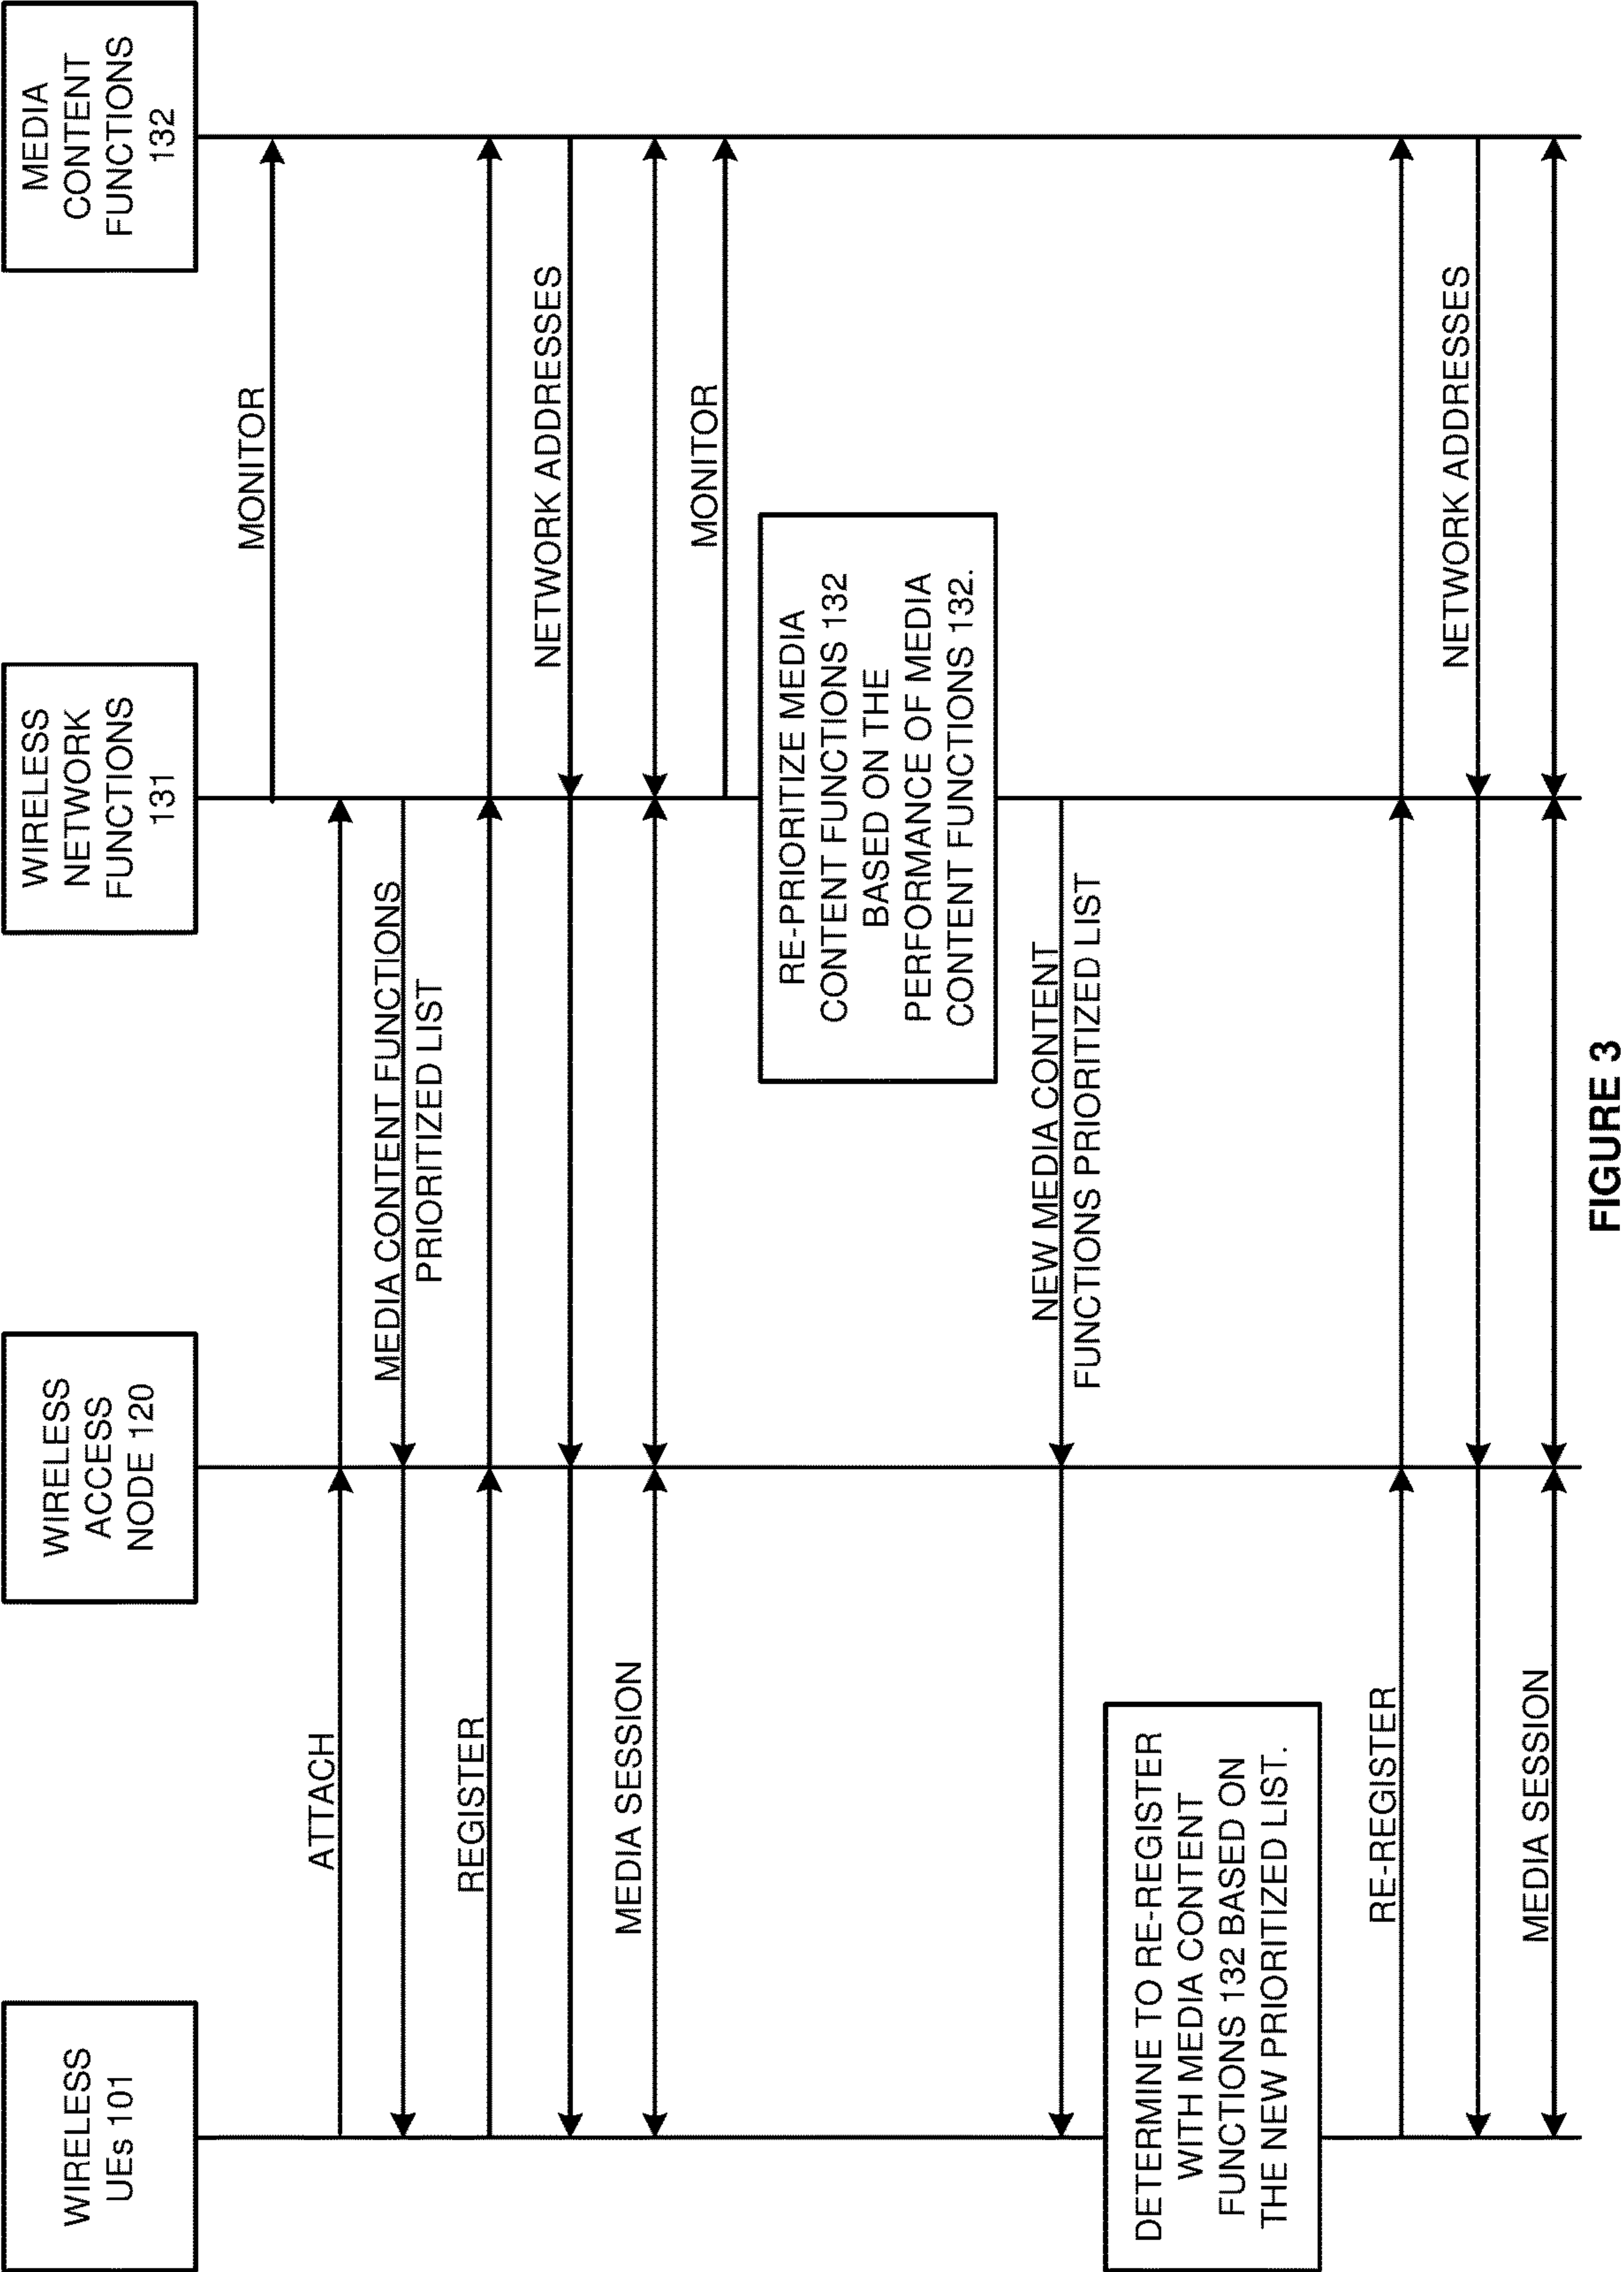 WIRELESS
UEs 101
WIRELESS
ACCESS
NODE 120
WIRELESS
NETWORK
FUNCTIONS
131
MEDIA
CONTENT
FUNCTIONS
132
MONITOR
ATTACH
MEDIA CONTENT FUNCTIONS
PRIORITIZED LIST
REGISTER
NETWORK ADDRESSES
MEDIA SESSION
MONITOR
RE-PRIORITIZE MEDIA
CONTENT FUNCTIONS 132
BASED ON THE
PERFORMANCE OF MEDIA
CONTENT FUNCTIONS 132.
NEW MEDIA CONTENT
FUNCTIONS PRIORITIZED LIST
DETERMINE TO RE-REGISTER
WITH MEDIA CONTENT
FUNCTIONS 132 BASED ON
THE NEW PRIORITIZED LIST.
RE-REGISTER
NETWORK ADDRESSES
MEDIA SESSION
FIGURE 3